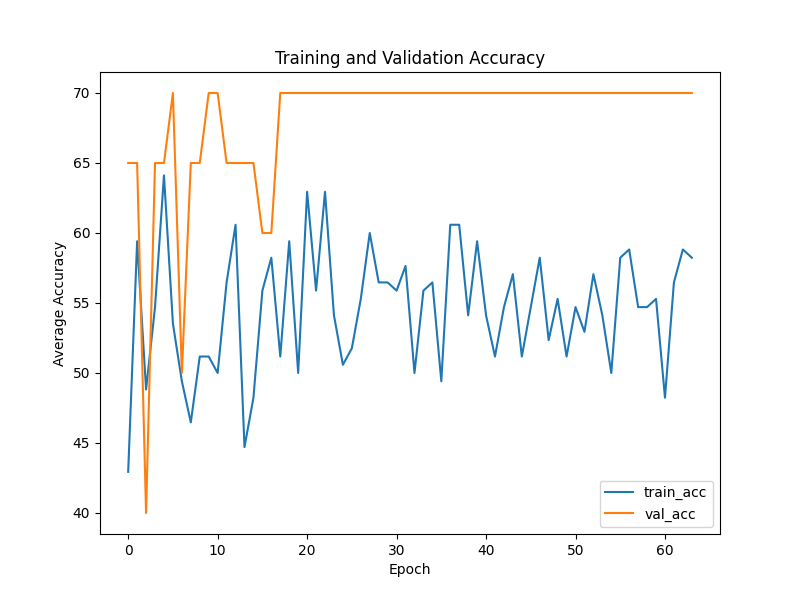 Training and Validation Accuracy
70
65
60
55
50
45
40
Average Accuracy
0 10 20 30 40 50 60
Epoch
train_acc
val_acc